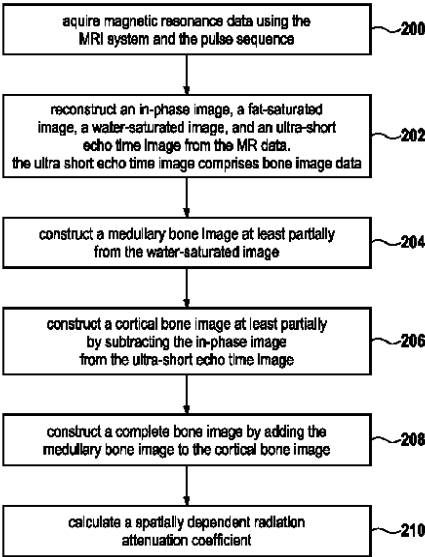 aquire magnetic resonance data using the
MRI system and the pulse sequence
200
reconstruct an in-phase image, a fat-saturated
image, a water-saturated image, and an ultra-short
echo time Image from the MR data.
the ultra short echo time image comprises bone image data
202
construct a medullary bone Image at least partially
from the water-saturated image
204
construct a cortical bone image at least partially
by subtracting the in-phase image
from the ultra-short echo time Image
206
construct a complete bone image by adding the
medullary bone image to the cortical bone image
208
calculate a spatially dependent radiation
attenuation coefficient
210